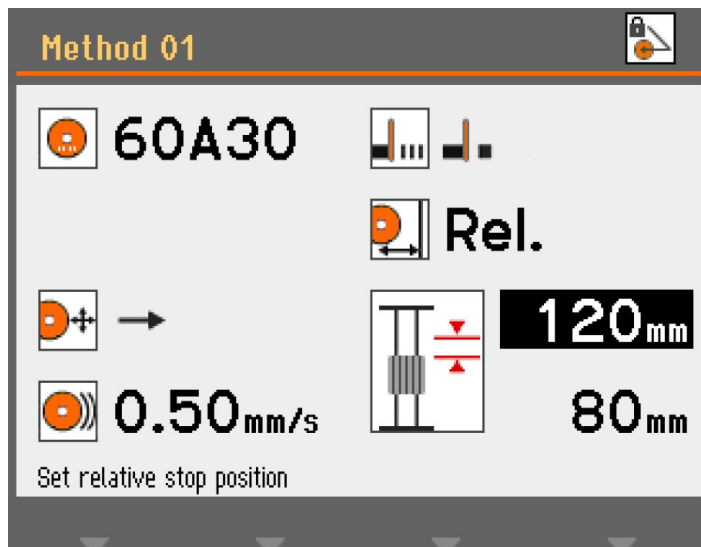 Method 01
60A30
Rel.
120mm
0.50mm/s
80mm
Set relative stop position